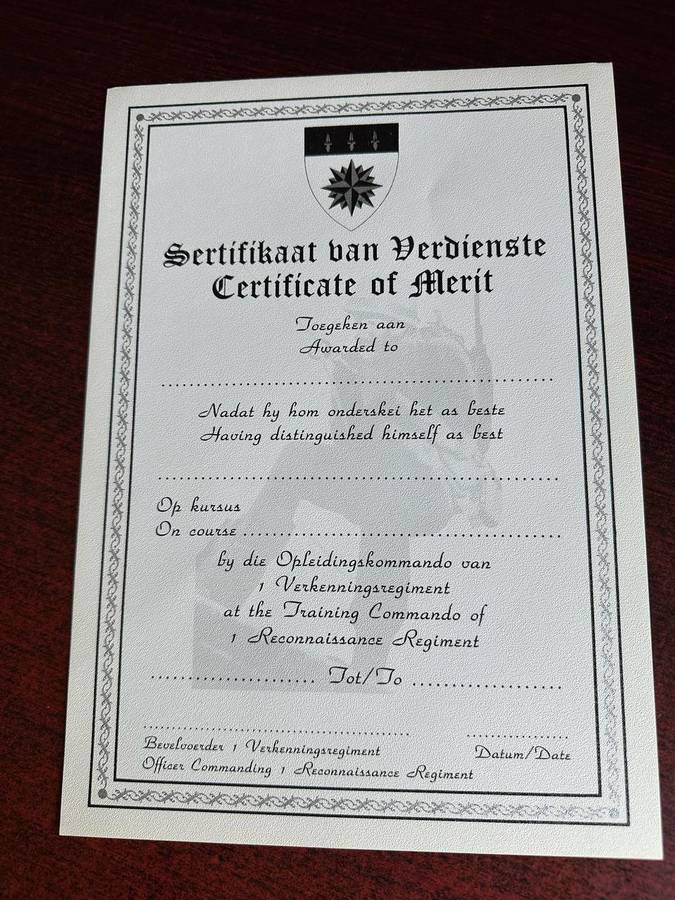 Sertifikaat van Verdienste
Certificate of Merit
Toegeken aan
Awarded to
Nadat hy hom onderskei het as beste
Having distinguished himself as best
Op kursus
On course
by die Opleidingskommando van
1 Verkenningsregiment
at the Training Commando of
1 Reconnaissance Regiment
Tot/To
Bevelvoerder 1 Verkenningsregiment
Officer Commanding 1 Reconnaissance Regiment
Datum/Date